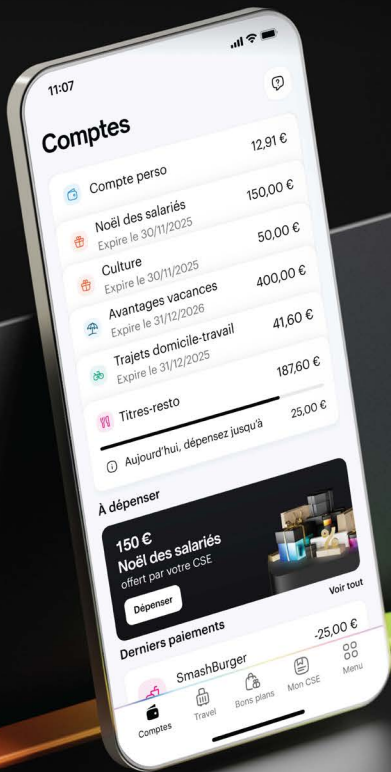 11:07
Comptes
Compte perso
12,91 €
Noël des salariés
150,00 €
Expire le 30/11/2025
Culture
50,00 €
Expire le 30/11/2025
Avantages vacances
400,00 €
Expire le 31/12/2026
Trajets domicile-travail
41,60 €
Expire le 31/12/2025
Titres-resto
187,60 €
Aujourd'hui, dépensez jusqu'à
25,00 €
À dépenser
150 €
Noël des salariés
offert par votre CSE
Dépenser
Derniers paiements
Voir tout
SmashBurger
-25,00 €
Comptes
Travel
Bons plans
Mon CSE
Menu